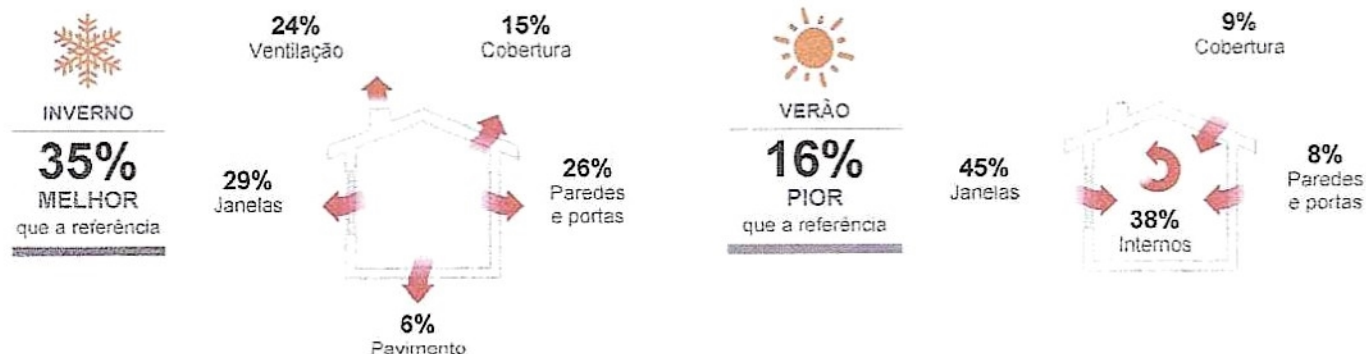 INVERNO
35%
MELHOR
que a referência
24%
Ventilação
15%
Cobertura
29%
Janelas
26%
Paredes
e portas
6%
Pavimento
VERÃO
16%
PIOR
que a referência
9%
Cobertura
45%
Janelas
38%
Internos
8%
Paredes
e portas